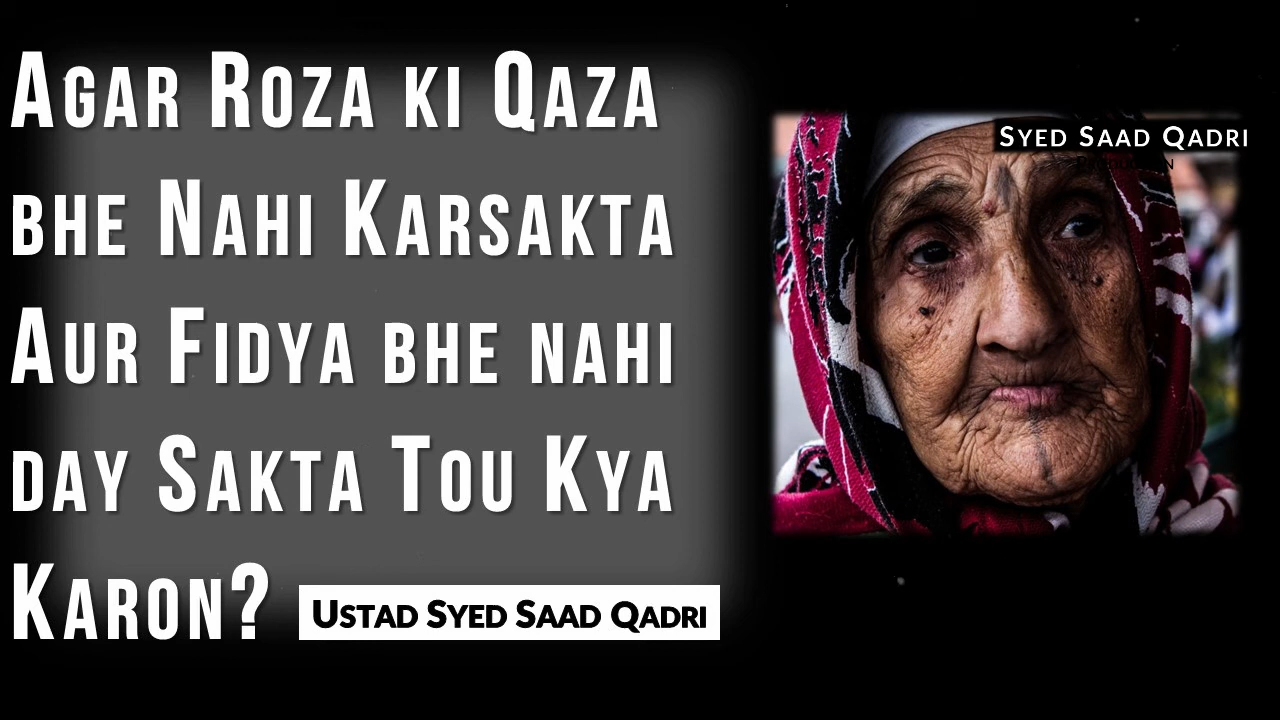 Agar Roza ki Qaza
bhe Nahi Karsakta
Aur Fidya bhe nahi
day Sakta Tou Kya
Karon?
Ustad Syed Saad Qadri
Syed Saad Qadri